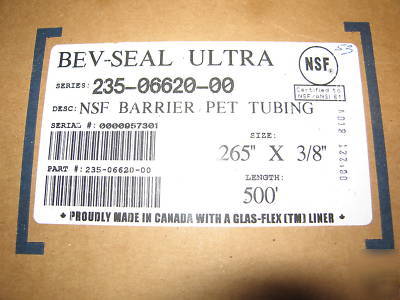 BEV-SEAL ULTRA
NSF®
53
SERIES: 235-06620-00
Certified to
NSF/ANSI 61
DESC: NSF BARRIER PET TUBING
SERIAL #: 0000957301
SIZE:
265" X 3/8"
PART #: 235-06620-00
LENGTH:
500'
PROUDLY MADE IN CANADA WITH A GLAS-FLEX (TM) LINER